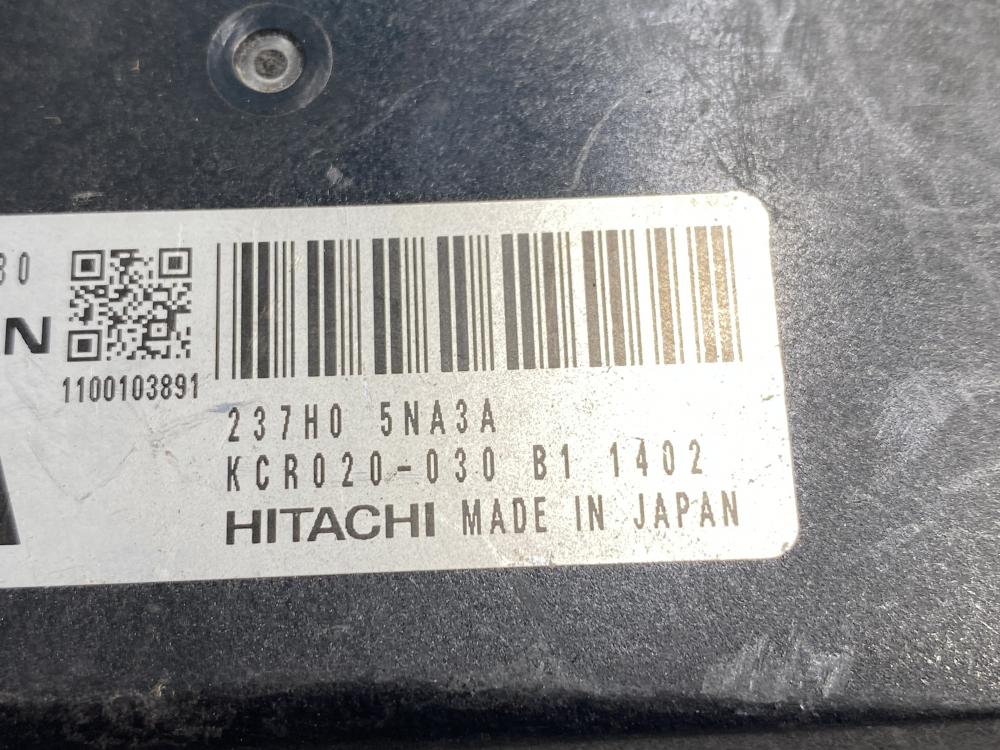 30
N
1100103891
237H0 5NA3A
KCR020-030 B1 1402
HITACHI MADE IN JAPAN